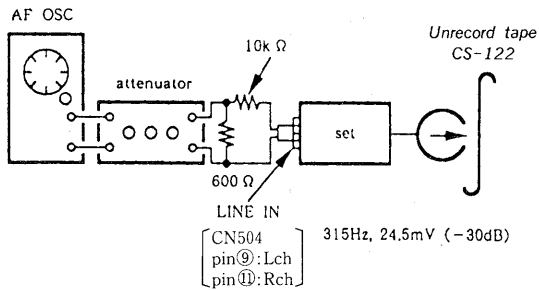 AF OSC
attenuator
10k Ω
600 Ω
set
Unrecord tape
CS-122
LINE IN
CN504
pin⑨:Lch
pin⑪:Rch
315Hz, 24.5mV (−30dB)